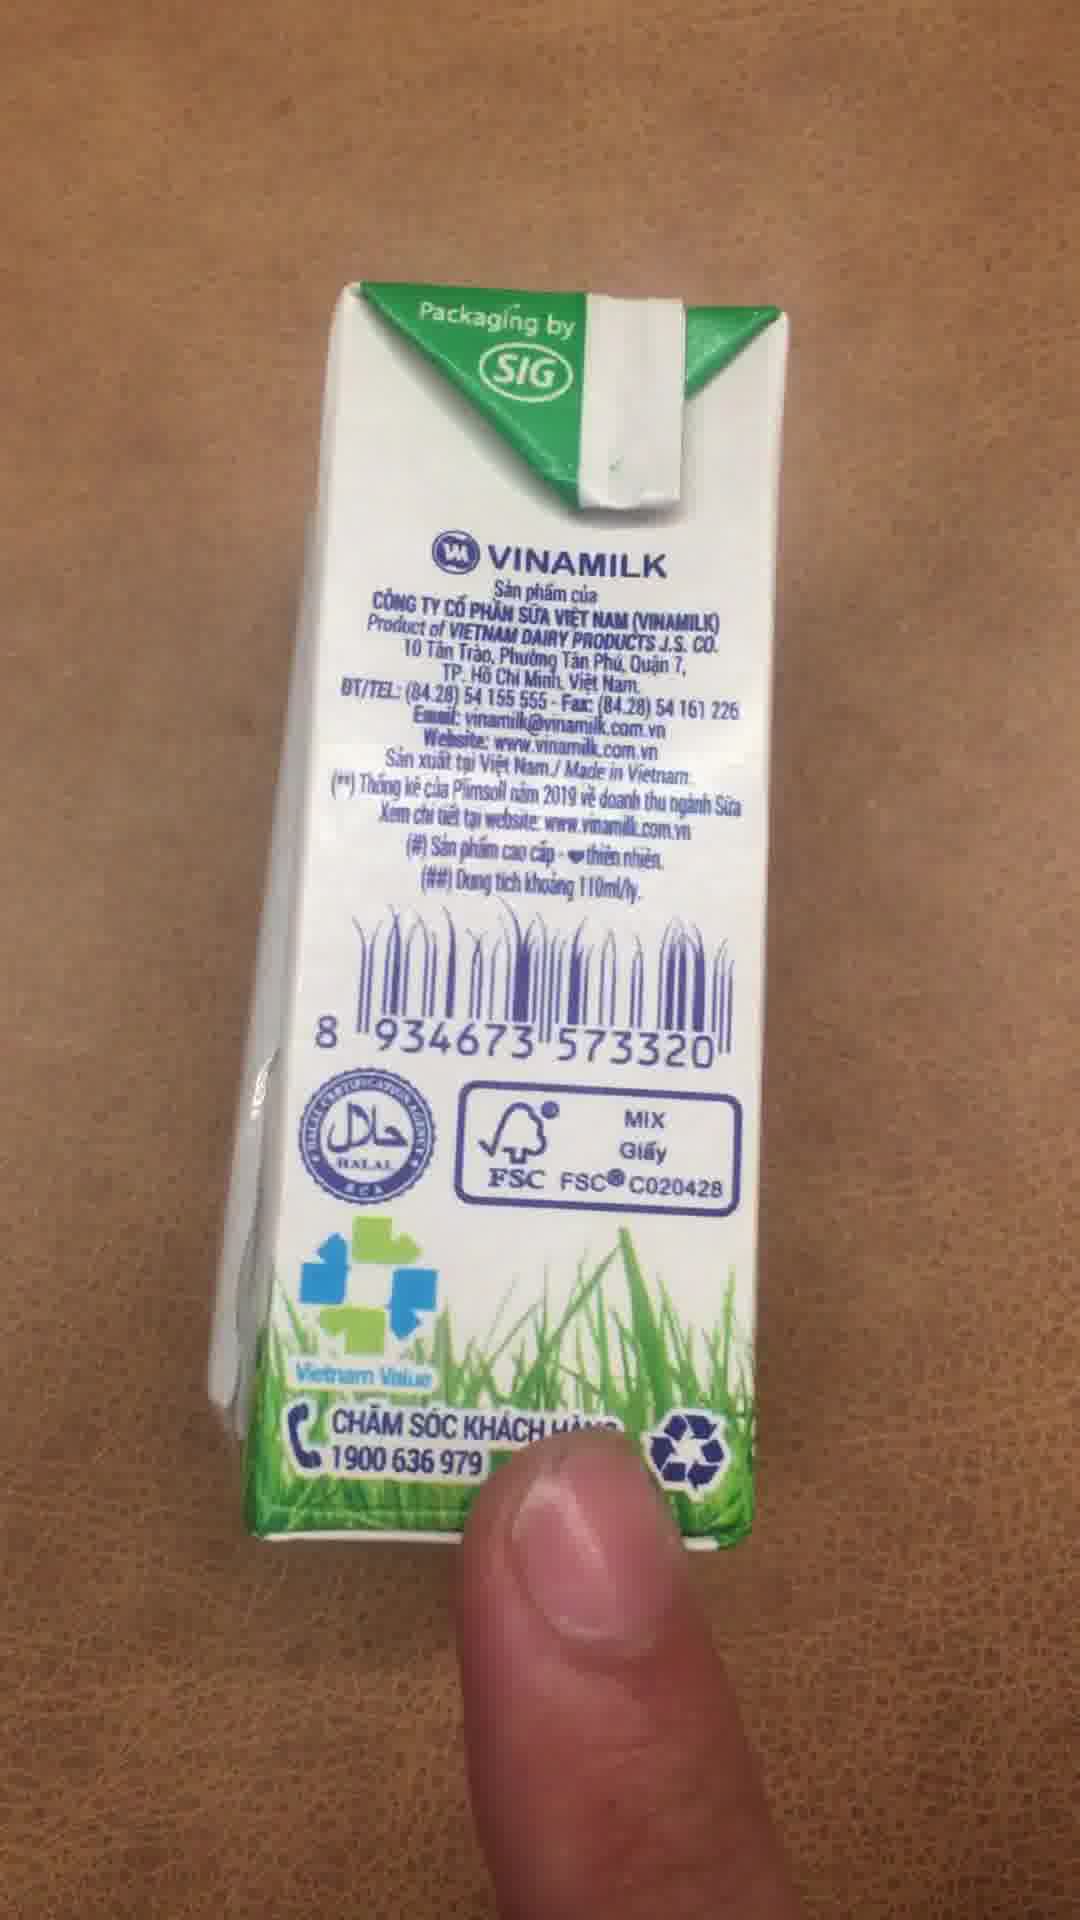 Packaging by
SIG
VINAMILK
Sản phẩm của
CÔNG TY CỔ PHẦN SỮA VIỆT NAM (VINAMILK)
Product of VIETNAM DAIRY PRODUCTS J.S. CO.
10 Tân Trào, Phường Tân Phú, Quận 7,
TP. Hồ Chí Minh, Việt Nam.
ĐT/TEL: (84.28) 54 155 555 - Fax: (84.28) 54 161 226
Email: vinamilk@vinamilk.com.vn
Website: www.vinamilk.com.vn
Sản xuất tại Việt Nam./ Made in Vietnam.
(**) Thống kê của Plimsoll năm 2019 về doanh thu ngành Sữa
Xem chi tiết tại website: www.vinamilk.com.vn
(#) Sản phẩm cao cấp - ❤thiên nhiên.
(##) Dung tích khoảng 110ml/ly.
8 934673 573320
HALAL CERTIFICATION AGENCY
حلال
HALAL
HCA
MIX
Giấy
FSC FSC® C020428
Vietnam Value
CHĂM SÓC KHÁCH
1900 636 979